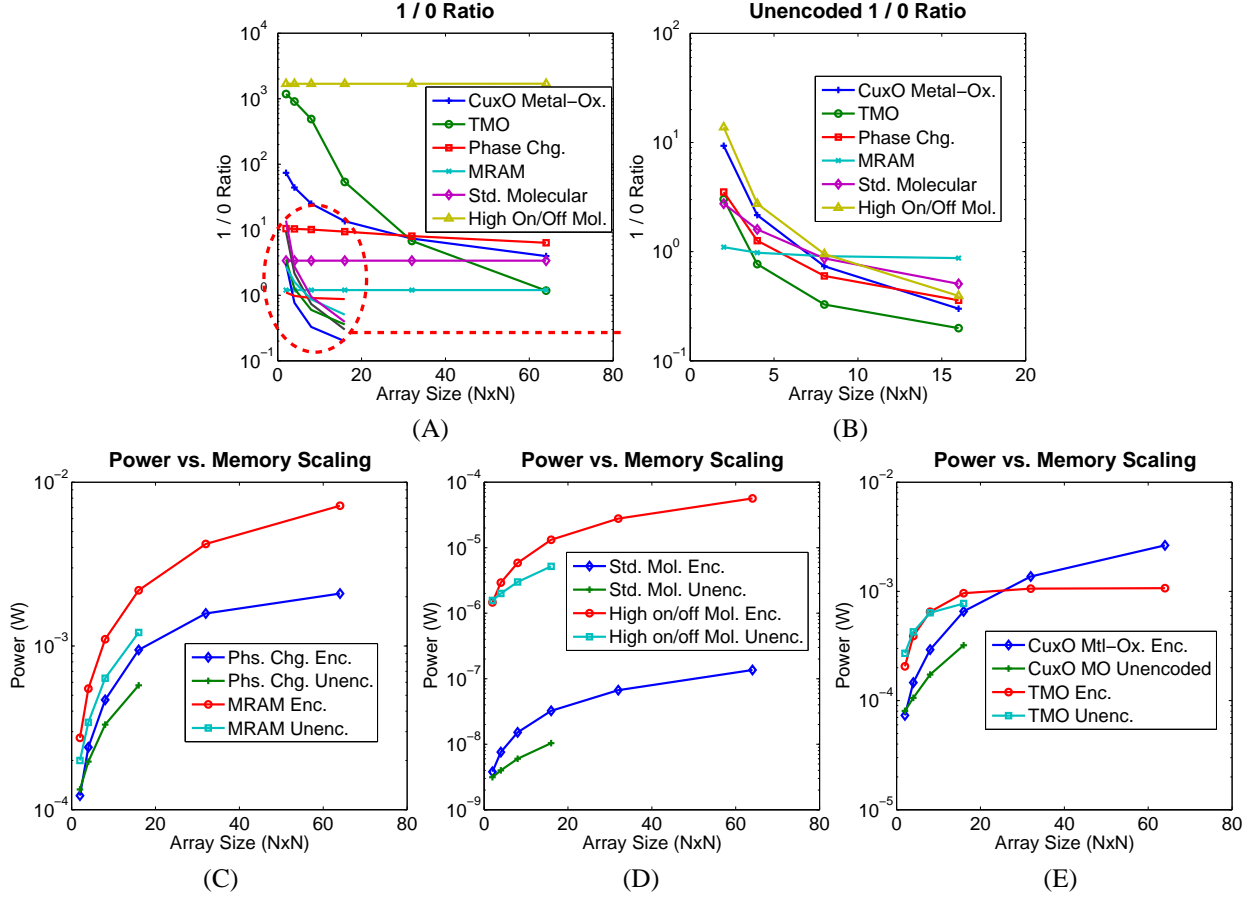 1 / 0 Ratio
10^4
10^3
10^2
10^1
10^0
10^-1
1 / 0 Ratio
0 20 40 60 80
Array Size (NxN)
CuxO Metal-Ox.
TMO
Phase Chg.
MRAM
Std. Molecular
High On/Off Mol.
(A)
Unencoded 1 / 0 Ratio
10^2
10^1
10^0
10^-1
1 / 0 Ratio
0 5 10 15 20
Array Size (NxN)
CuxO Metal-Ox.
TMO
Phase Chg.
MRAM
Std. Molecular
High On/Off Mol.
(B)
Power vs. Memory Scaling
10^-2
10^-3
10^-4
Power (W)
0 20 40 60 80
Array Size (NxN)
Phs. Chg. Enc.
Phs. Chg. Unenc.
MRAM Enc.
MRAM Unenc.
(C)
Power vs. Memory Scaling
10^-4
10^-5
10^-6
10^-7
10^-8
10^-9
Power (W)
0 20 40 60 80
Array Size (NxN)
Std. Mol. Enc.
Std. Mol. Unenc.
High on/off Mol. Enc.
High on/off Mol. Unenc.
(D)
Power vs. Memory Scaling
10^-2
10^-3
10^-4
10^-5
Power (W)
0 20 40 60 80
Array Size (NxN)
CuxO Mtl-Ox. Enc.
CuxO MO Unencoded
TMO Enc.
TMO Unenc.
(E)